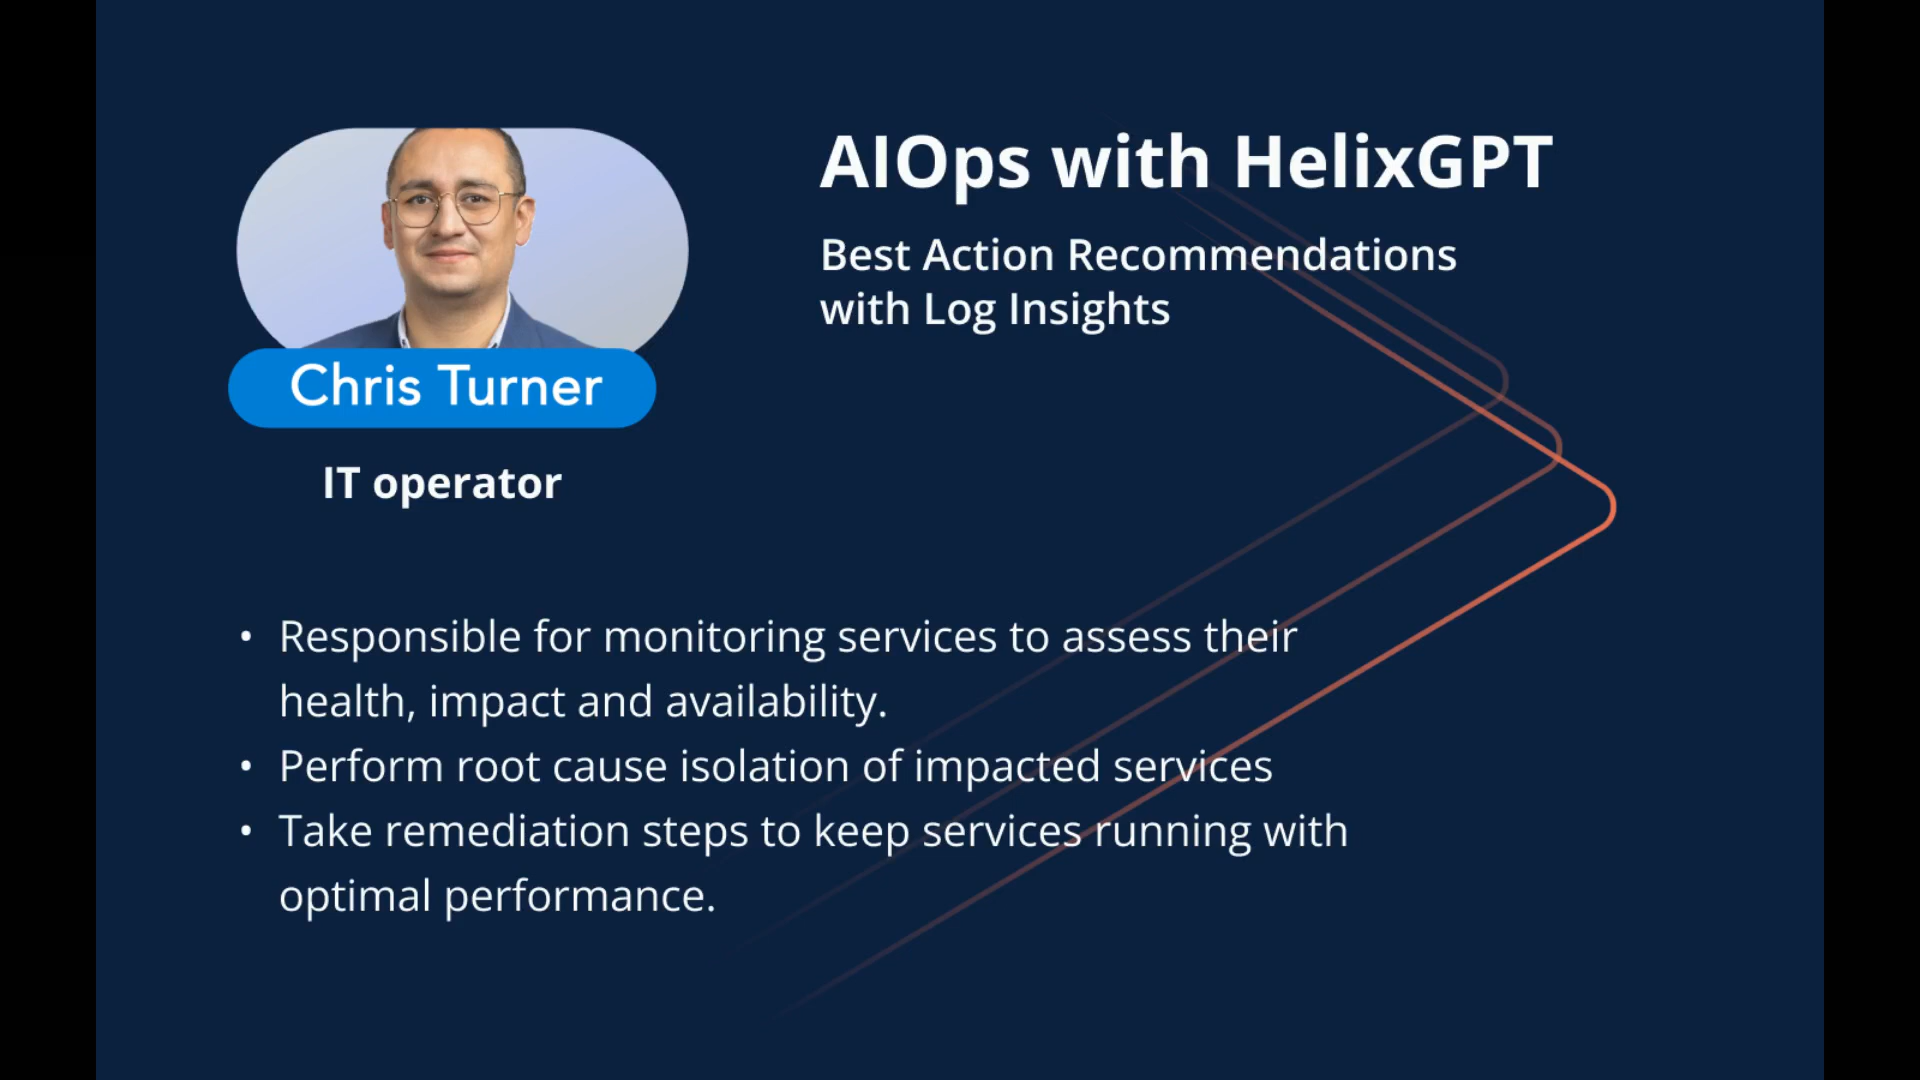 AIOps with HelixGPT
Best Action Recommendations
with Log Insights
Chris Turner
IT operator
• Responsible for monitoring services to assess their
health, impact and availability.
• Perform root cause isolation of impacted services
• Take remediation steps to keep services running with
optimal performance.